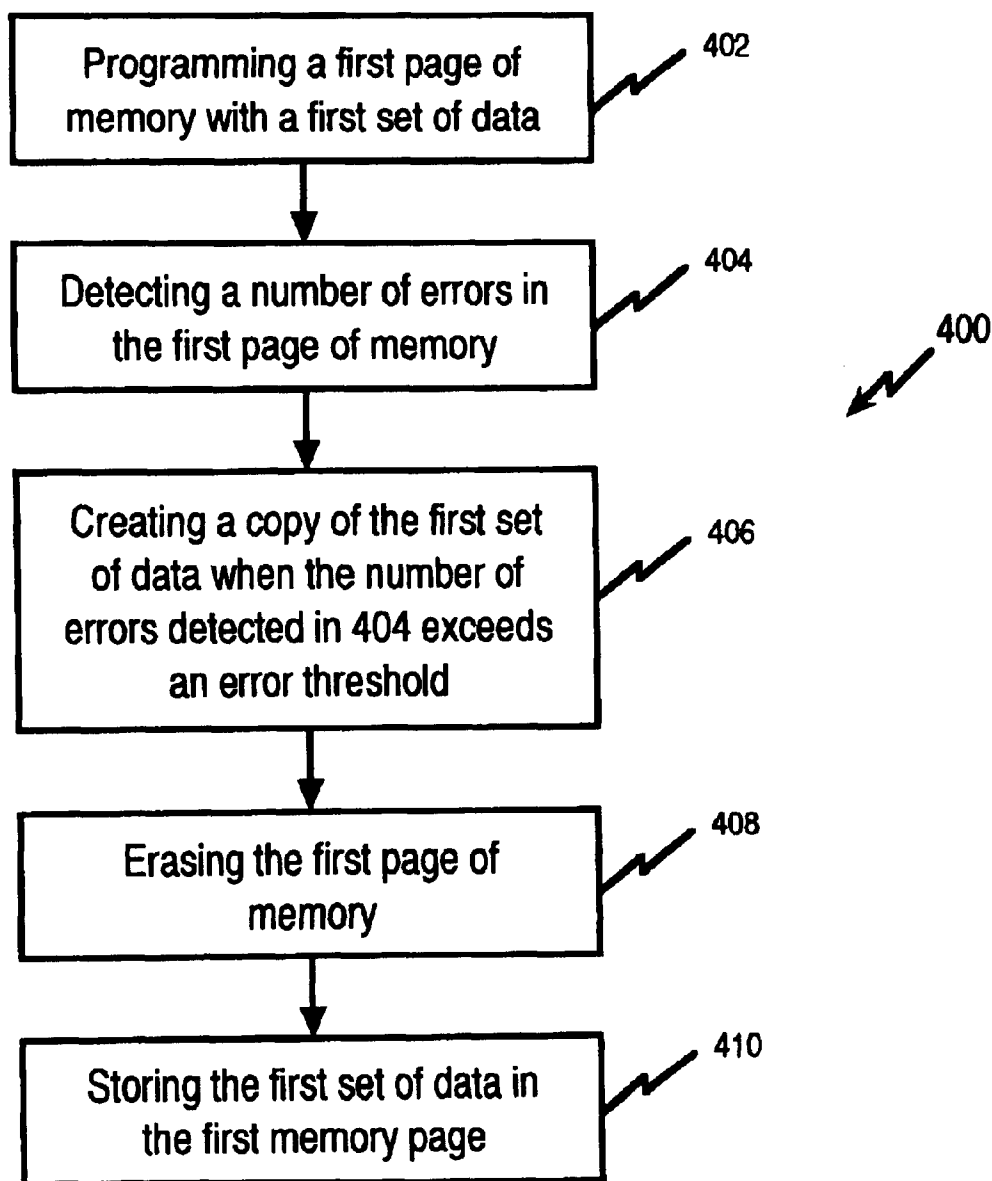 Programming a first page of
memory with a first set of data
402
Detecting a number of errors in
the first page of memory
404
400
Creating a copy of the first set
of data when the number of
errors detected in 404 exceeds
an error threshold
406
Erasing the first page of
memory
408
Storing the first set of data in
the first memory page
410